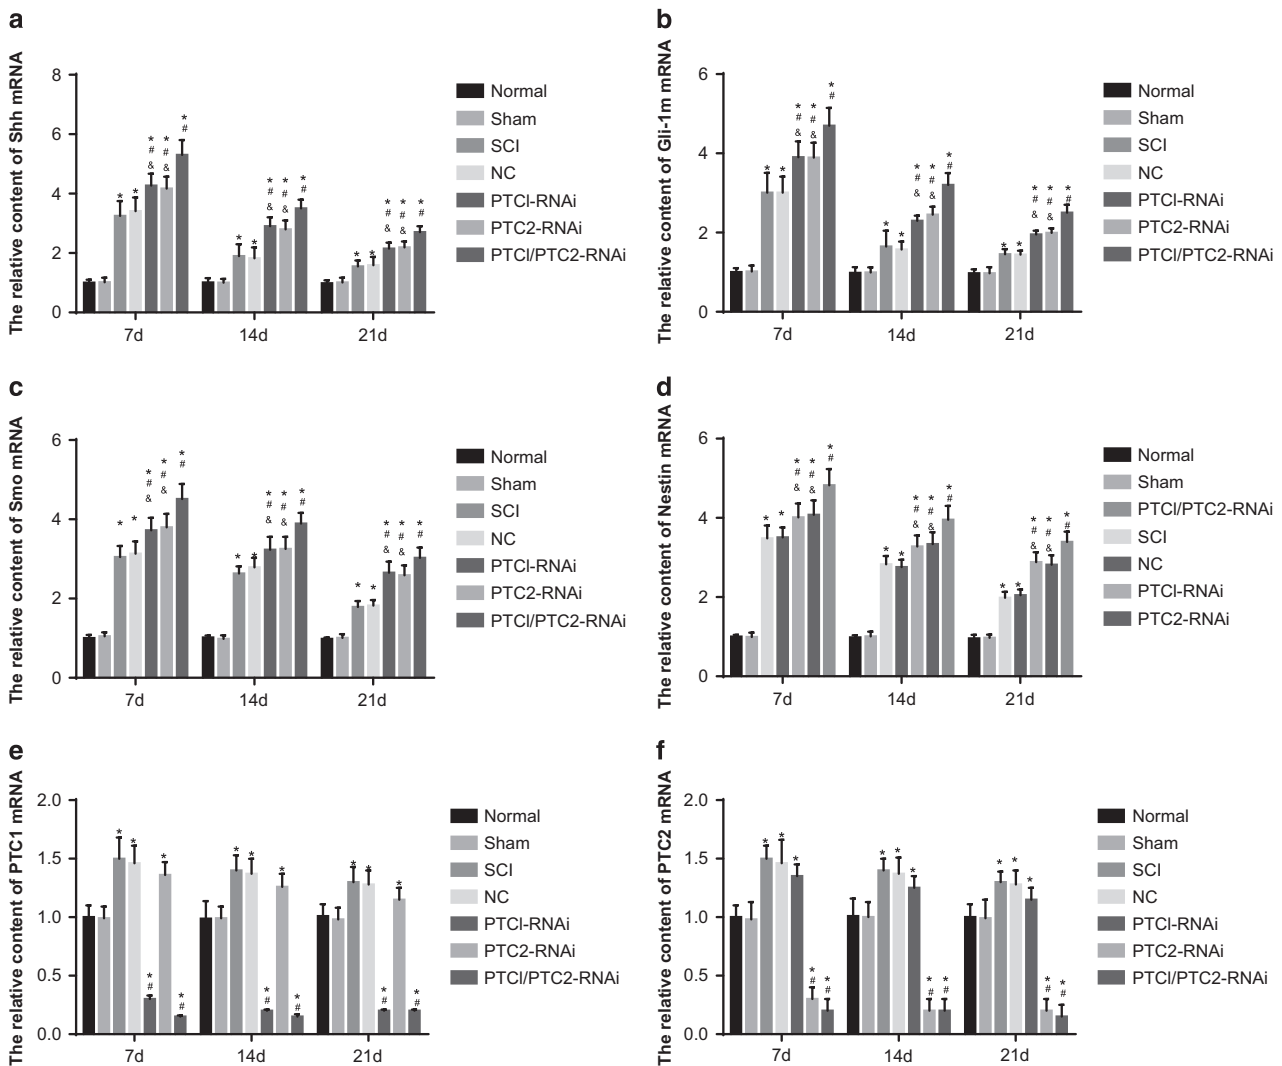 a
The relative content of Shh mRNA
8
6
4
2
0
7d
14d
21d
* * * # & * # & * #
* * * # & * # & * #
* * * # & * # & * #
Normal
Sham
SCI
NC
PTCl-RNAi
PTC2-RNAi
PTCl/PTC2-RNAi
b
The relative content of Gli-1m mRNA
6
4
2
0
7d
14d
21d
* * * # & * # & * #
* * * # & * # & * #
* * * # & * # & * #
Normal
Sham
SCI
NC
PTCl-RNAi
PTC2-RNAi
PTCl/PTC2-RNAi
c
The relative content of Smo mRNA
6
4
2
0
7d
14d
21d
* * * # & * # & * #
* * * # & * # & * #
* * * # & * # & * #
Normal
Sham
SCI
NC
PTCl-RNAi
PTC2-RNAi
PTCl/PTC2-RNAi
d
The relative content of Nestin mRNA
6
4
2
0
7d
14d
21d
* * * # & * # & * #
* * * # & * # & * #
* * * # & * # & * #
Normal
Sham
PTCl/PTC2-RNAi
SCI
NC
PTCl-RNAi
PTC2-RNAi
e
The relative content of PTC1 mRNA
2.0
1.5
1.0
0.5
0.0
7d
14d
21d
* * * # * * #
* * * # * * #
* * * # * * #
Normal
Sham
SCI
NC
PTCl-RNAi
PTC2-RNAi
PTCl/PTC2-RNAi
f
The relative content of PTC2 mRNA
2.0
1.5
1.0
0.5
0.0
7d
14d
21d
* * * * # * #
* * * * # * #
* * * * # * #
Normal
Sham
SCI
NC
PTCl-RNAi
PTC2-RNAi
PTCl/PTC2-RNAi